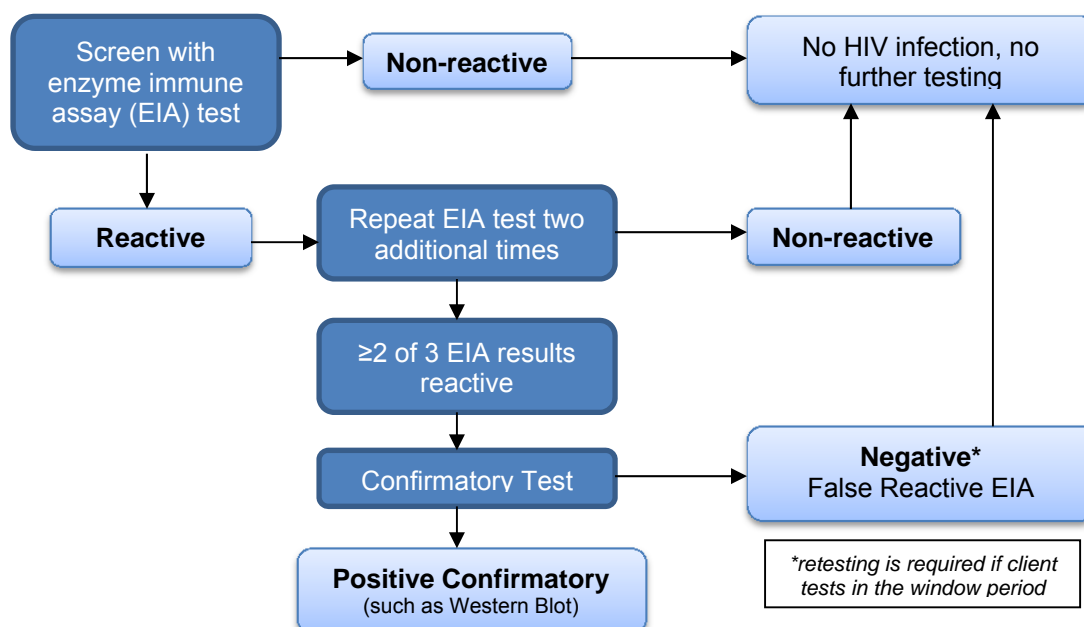 Screen with
enzyme immune
assay (EIA) test
Non-reactive
No HIV infection, no
further testing
Reactive
Repeat EIA test two
additional times
Non-reactive
≥2 of 3 EIA results
reactive
Confirmatory Test
Negative*
False Reactive EIA
Positive Confirmatory
(such as Western Blot)
*retesting is required if client
tests in the window period